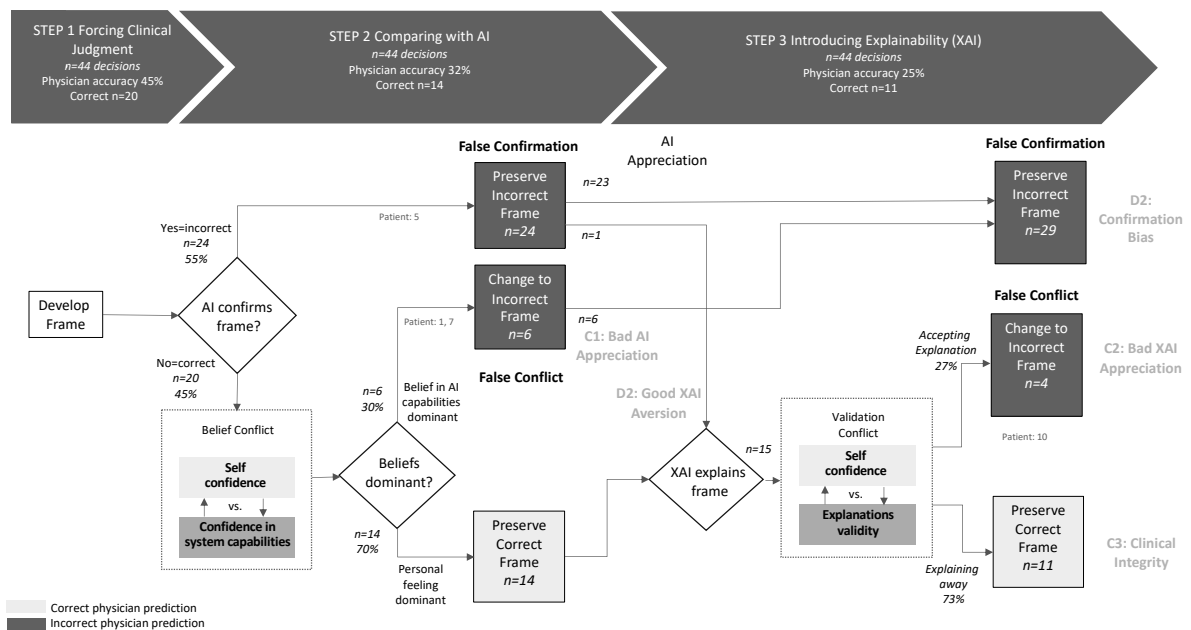 STEP 1 Forcing Clinical
Judgment
n=44 decisions
Physician accuracy 45%
Correct n=20
STEP 2 Comparing with AI
n=44 decisions
Physician accuracy 32%
Correct n=14
STEP 3 Introducing Explainability (XAI)
n=44 decisions
Physician accuracy 25%
Correct n=11
False Confirmation
Preserve
Incorrect
Frame
n=24
AI
Appreciation
False Confirmation
Preserve
Incorrect
Frame
n=29
D2:
Confirmation
Bias
n=23
n=1
Patient: 5
Yes=incorrect
n=24
55%
Develop
Frame
AI confirms
frame?
No=correct
n=20
45%
Change to
Incorrect
Frame
n=6
Patient: 1, 7
n=6
C1: Bad AI
Appreciation
False Conflict
False Conflict
Change to
Incorrect
Frame
n=4
Accepting
Explanation
27%
C2: Bad XAI
Appreciation
Patient: 10
n=6
30%
Belief in AI
capabilities
dominant
D2: Good XAI
Aversion
Belief Conflict
Self
confidence
vs.
Confidence in
system capabilities
Beliefs
dominant?
n=14
70%
Personal
feeling
dominant
Preserve
Correct
Frame
n=14
XAI explains
frame
n=15
Validation
Conflict
Self
confidence
vs.
Explanations
validity
Explaining
away
73%
Preserve
Correct
Frame
n=11
C3: Clinical
Integrity
Correct physician prediction
Incorrect physician prediction